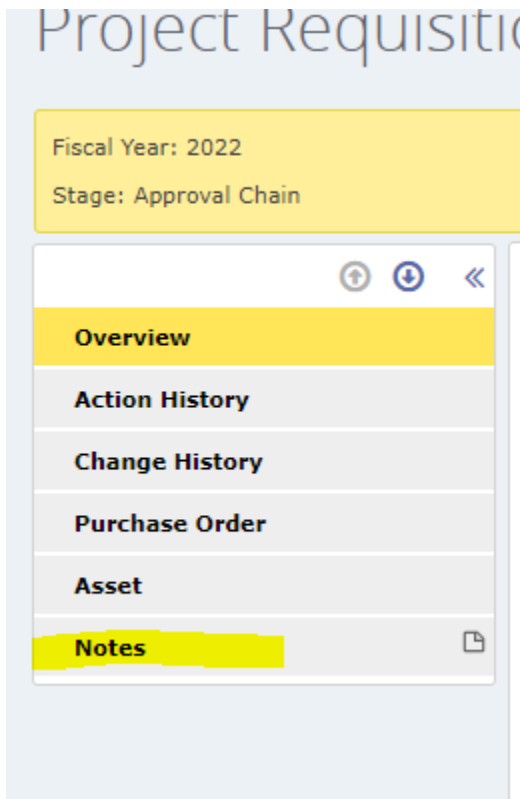 Project Requisitio
Fiscal Year: 2022
Stage: Approval Chain
Overview
Action History
Change History
Purchase Order
Asset
Notes